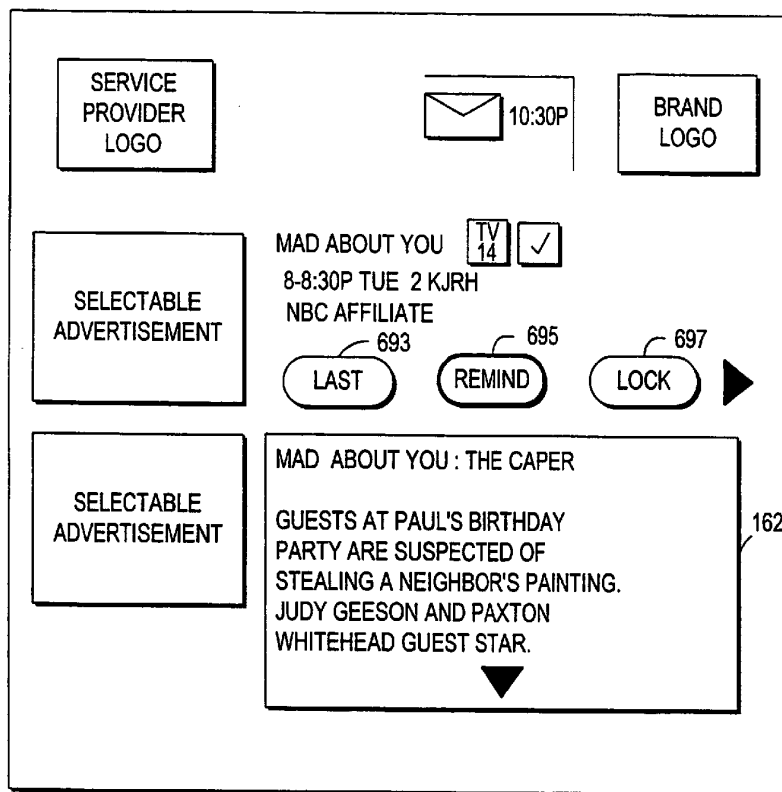 SERVICE
PROVIDER
LOGO
10:30P
BRAND
LOGO
SELECTABLE
ADVERTISEMENT
MAD ABOUT YOU
TV
14
8-8:30P TUE 2 KJRH
NBC AFFILIATE
693
695
697
LAST
REMIND
LOCK
SELECTABLE
ADVERTISEMENT
MAD ABOUT YOU : THE CAPER
GUESTS AT PAUL'S BIRTHDAY
PARTY ARE SUSPECTED OF
STEALING A NEIGHBOR'S PAINTING.
JUDY GEESON AND PAXTON
WHITEHEAD GUEST STAR.
162